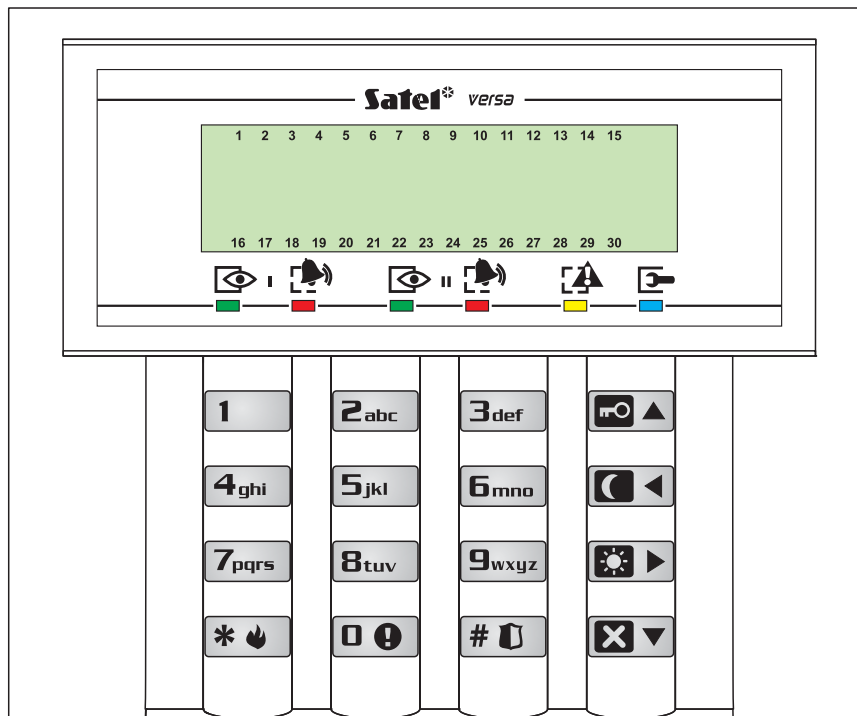 Satel* versa
1 2 3 4 5 6 7 8 9 10 11 12 13 14 15
16 17 18 19 20 21 22 23 24 25 26 27 28 29 30
I II
1 2abc 3def
4ghi 5jkl 6mno
7pqrs 8tuv 9wxyz
* 0 #